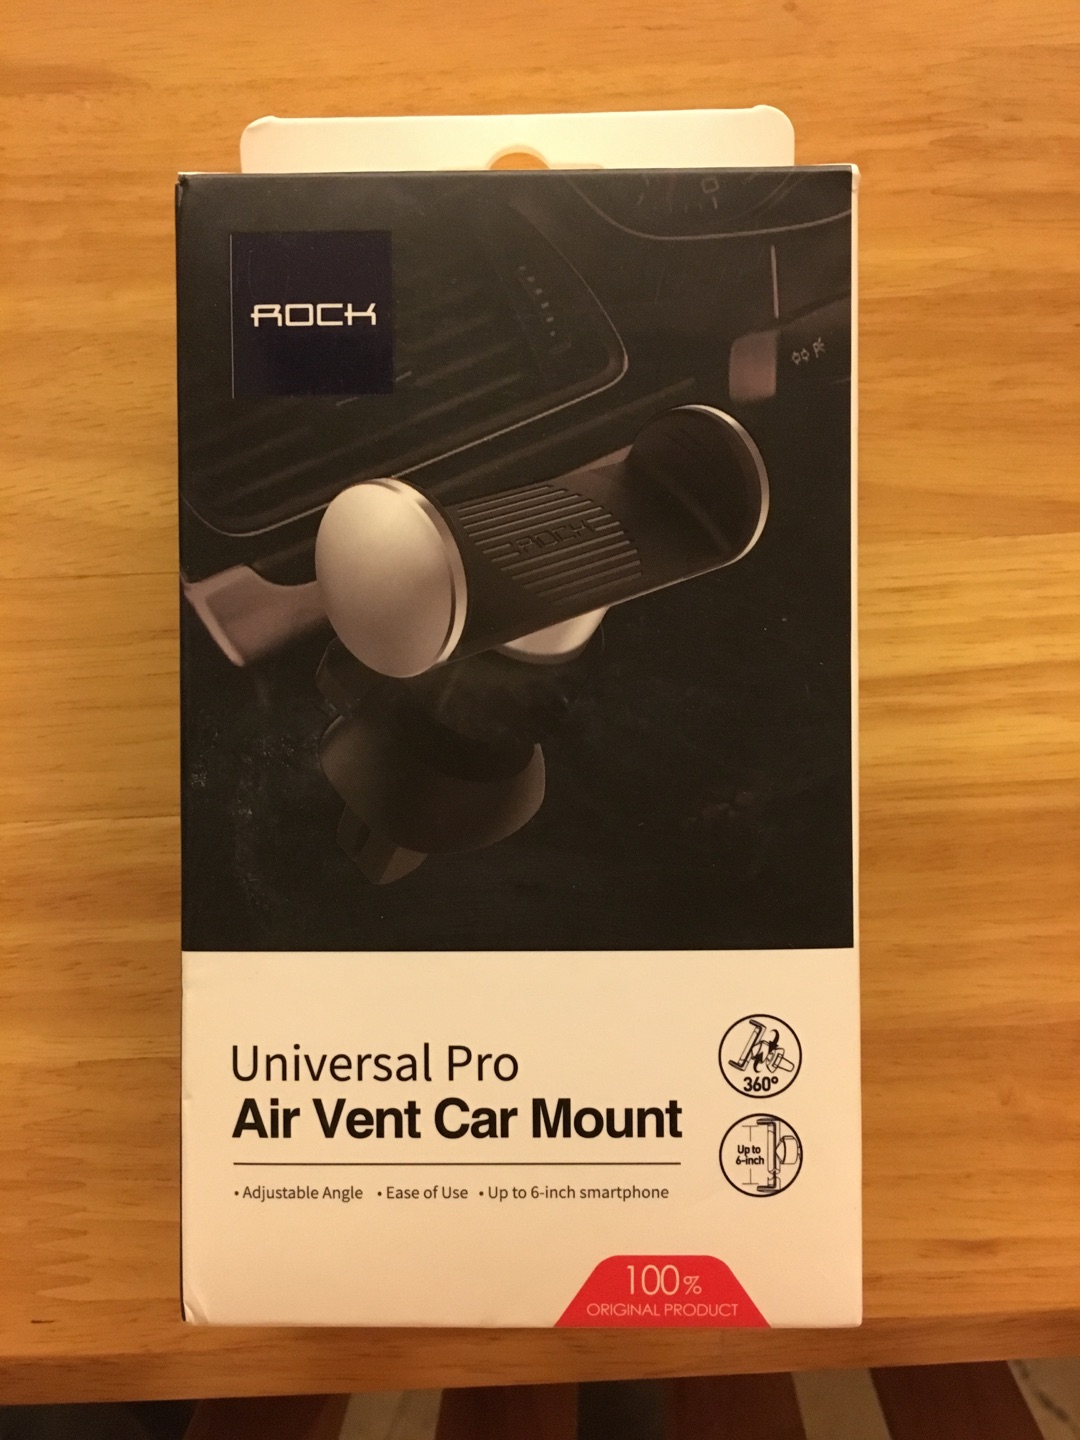 ROCK
ROCK
Universal Pro
Air Vent Car Mount
• Adjustable Angle • Ease of Use • Up to 6-inch smartphone
360°
Up to
6-inch
100%
ORIGINAL PRODUCT